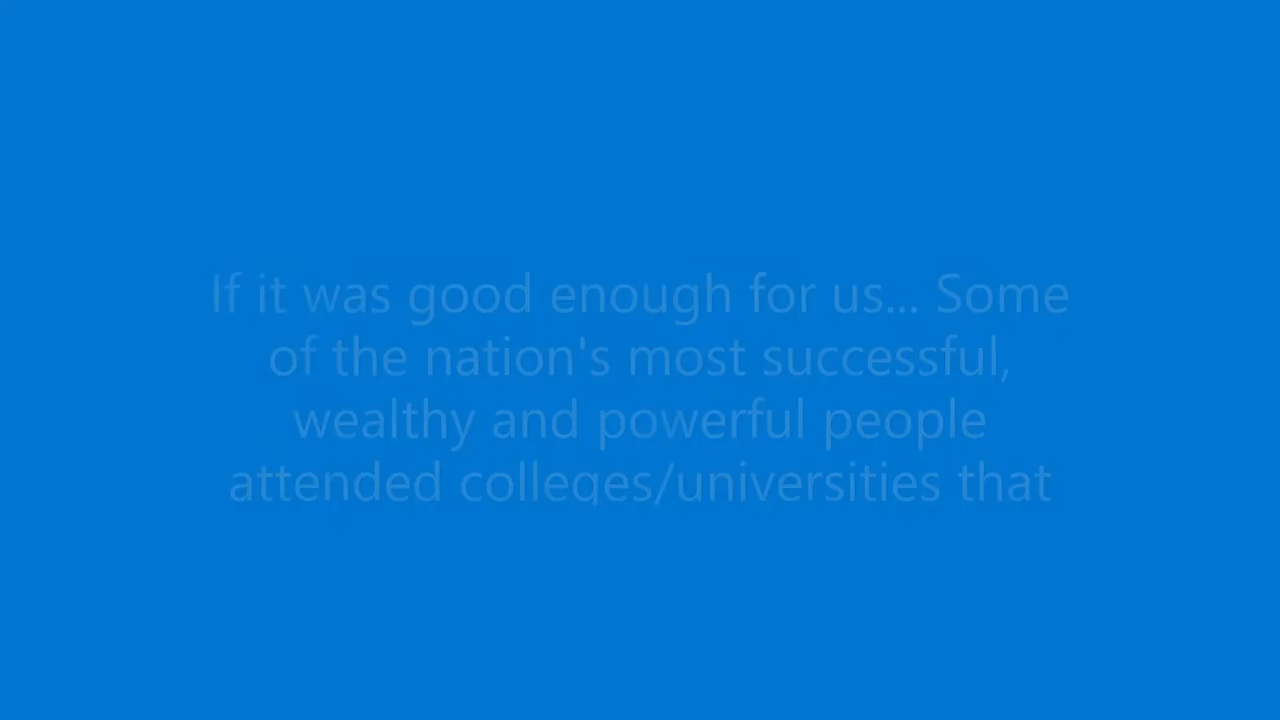 If it was good enough for us... Some
of the nation's most successful,
wealthy and powerful people
attended colleges/universities that